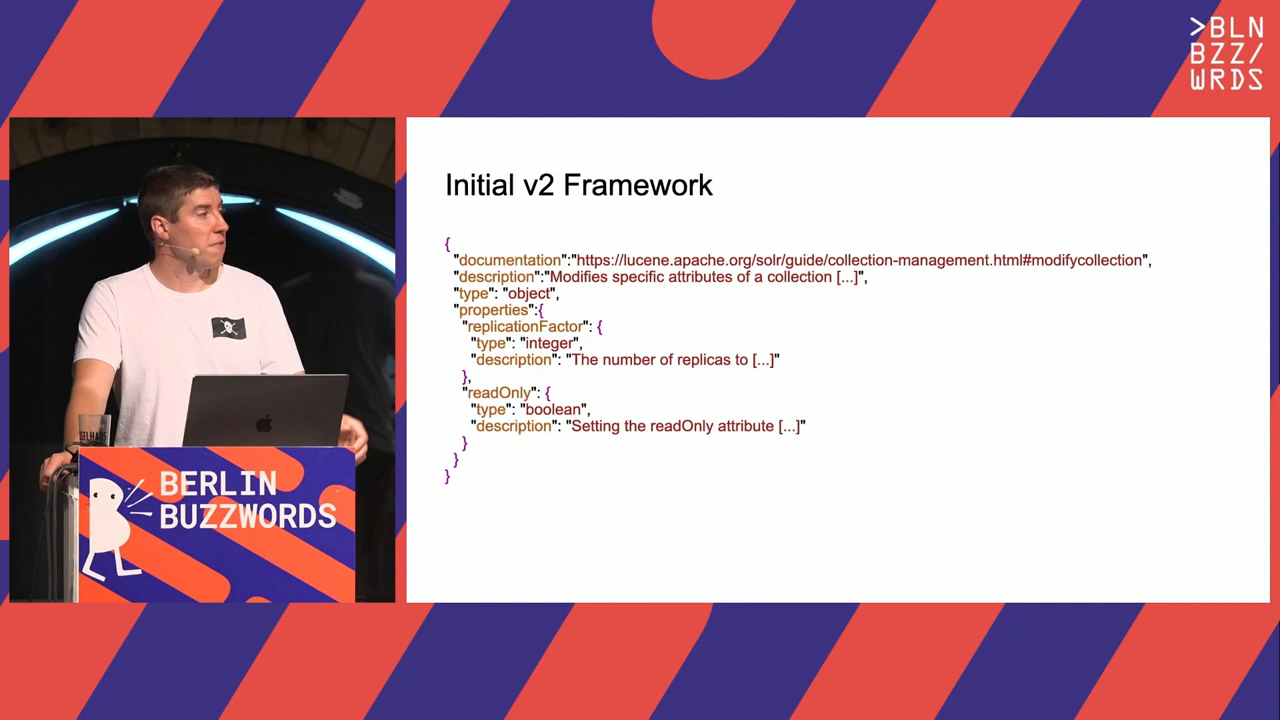 >BLN
BZZ/
WRDS
Initial v2 Framework
{
"documentation":"https://lucene.apache.org/solr/guide/collection-management.html#modifycollection",
"description":"Modifies specific attributes of a collection [...]",
"type": "object",
"properties":{
"replicationFactor": {
"type": "integer",
"description": "The number of replicas to [...]"
},
"readOnly": {
"type": "boolean",
"description": "Setting the readOnly attribute [...]"
}
}
}
BERLIN
BUZZWORDS